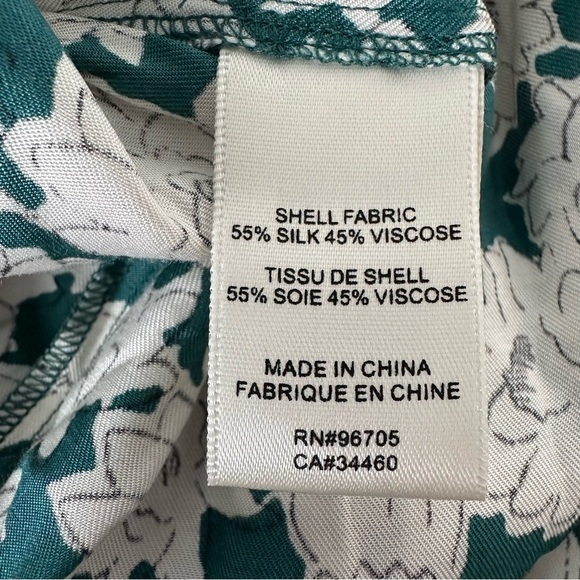 SHELL FABRIC
55% SILK 45% VISCOSE
TISSU DE SHELL
55% SOIE 45% VISCOSE
MADE IN CHINA
FABRIQUE EN CHINE
RN#96705
CA#34460